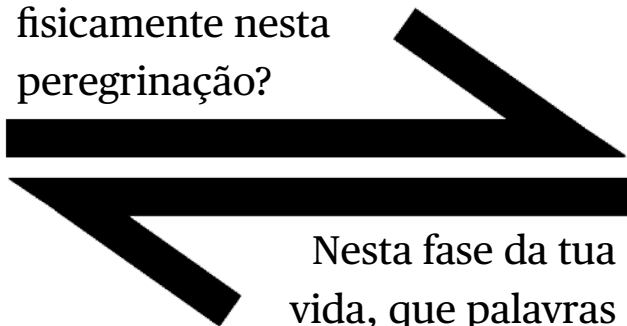 fisicamente nesta
peregrinação?
Nesta fase da tua
vida, que palavras